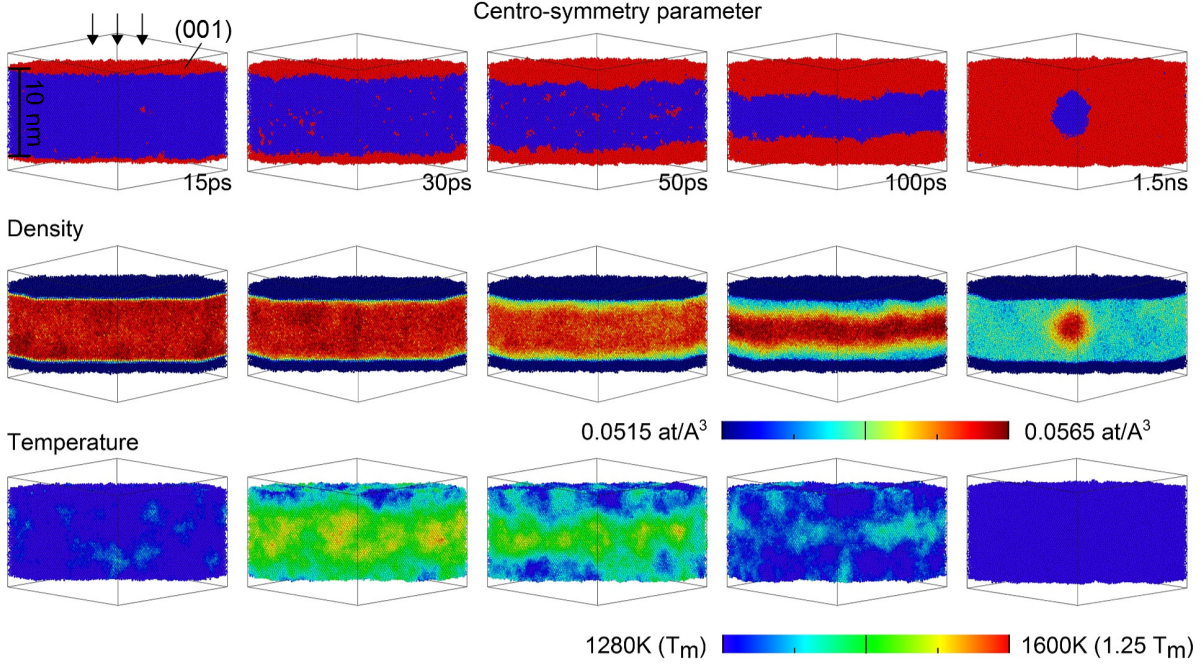 Centro-symmetry parameter
(001)
10 nm
15ps
30ps
50ps
100ps
1.5ns
Density
0.0515 at/A³
0.0565 at/A³
Temperature
1280K (Tₘ)
1600K (1.25 Tₘ)